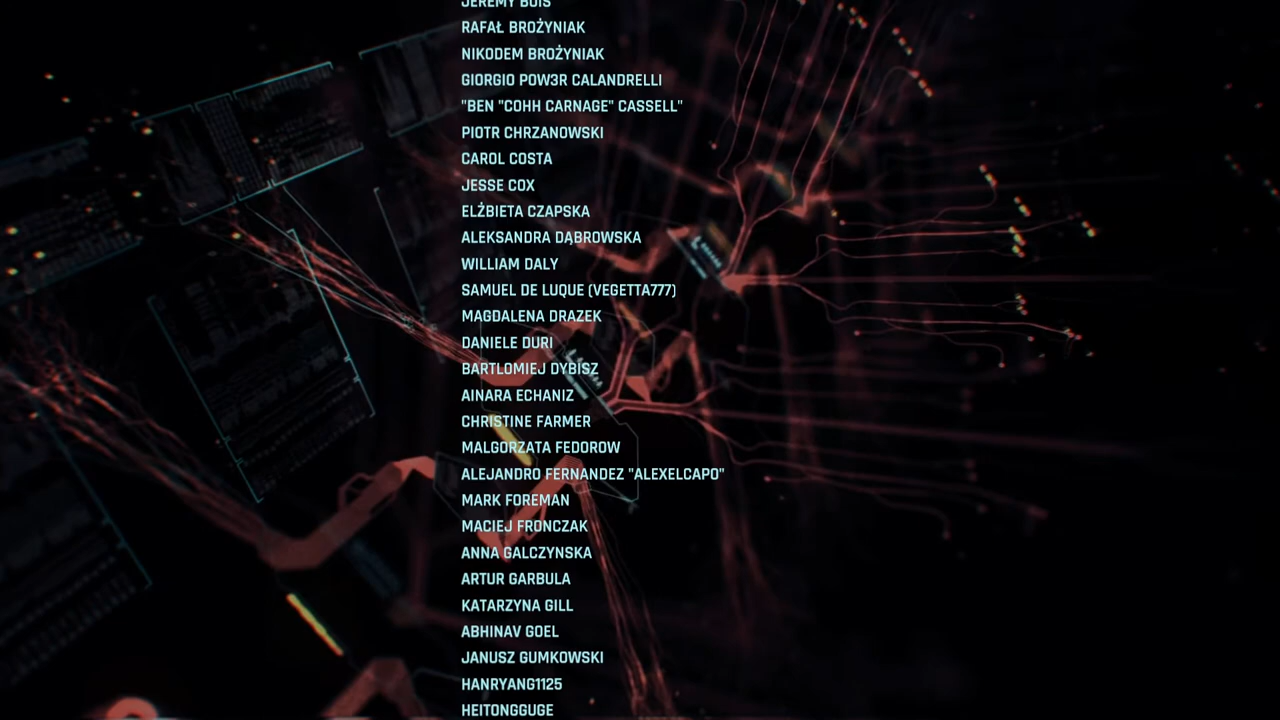 JEREMY BOIS
RAFAŁ BROŻYNIAK
NIKODEM BROŻYNIAK
GIORGIO POW3R CALANDRELLI
"BEN "COHH CARNAGE" CASSELL"
PIOTR CHRZANOWSKI
CAROL COSTA
JESSE COX
ELŻBIETA CZAPSKA
ALEKSANDRA DĄBROWSKA
WILLIAM DALY
SAMUEL DE LUQUE (VEGETTA777)
MAGDALENA DRAZEK
DANIELE DURI
BARTLOMIEJ DYBISZ
AINARA ECHANIZ
CHRISTINE FARMER
MALGORZATA FEDOROW
ALEJANDRO FERNANDEZ "ALEXELCAPO"
MARK FOREMAN
MACIEJ FRONCZAK
ANNA GALCZYNSKA
ARTUR GARBULA
KATARZYNA GILL
ABHINAV GOEL
JANUSZ GUMKOWSKI
HANRYANG1125
HEITONGGUGE